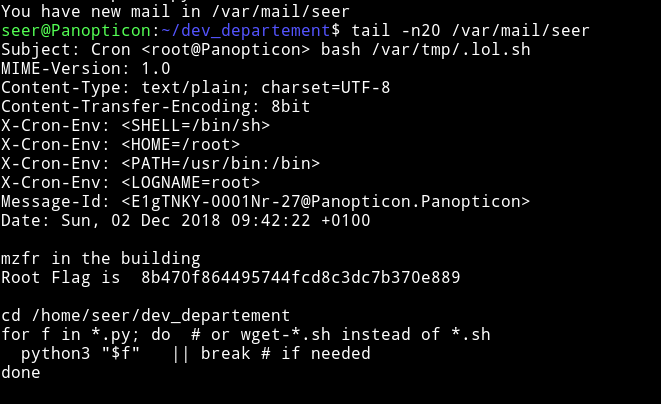 You have new mail in /var/mail/seer
seer@Panopticon:~/dev_departement$ tail -n20 /var/mail/seer
Subject: Cron <root@Panopticon> bash /var/tmp/.lol.sh
MIME-Version: 1.0
Content-Type: text/plain; charset=UTF-8
Content-Transfer-Encoding: 8bit
X-Cron-Env: <SHELL=/bin/sh>
X-Cron-Env: <HOME=/root>
X-Cron-Env: <PATH=/usr/bin:/bin>
X-Cron-Env: <LOGNAME=root>
Message-Id: <E1gTNKY-0001Nr-27@Panopticon.Panopticon>
Date: Sun, 02 Dec 2018 09:42:22 +0100

mzfr in the building
Root Flag is  8b470f864495744fcd8c3dc7b370e889

cd /home/seer/dev_departement
for f in *.py; do  # or wget-*.sh instead of *.sh
  python3 "$f"   || break # if needed
done